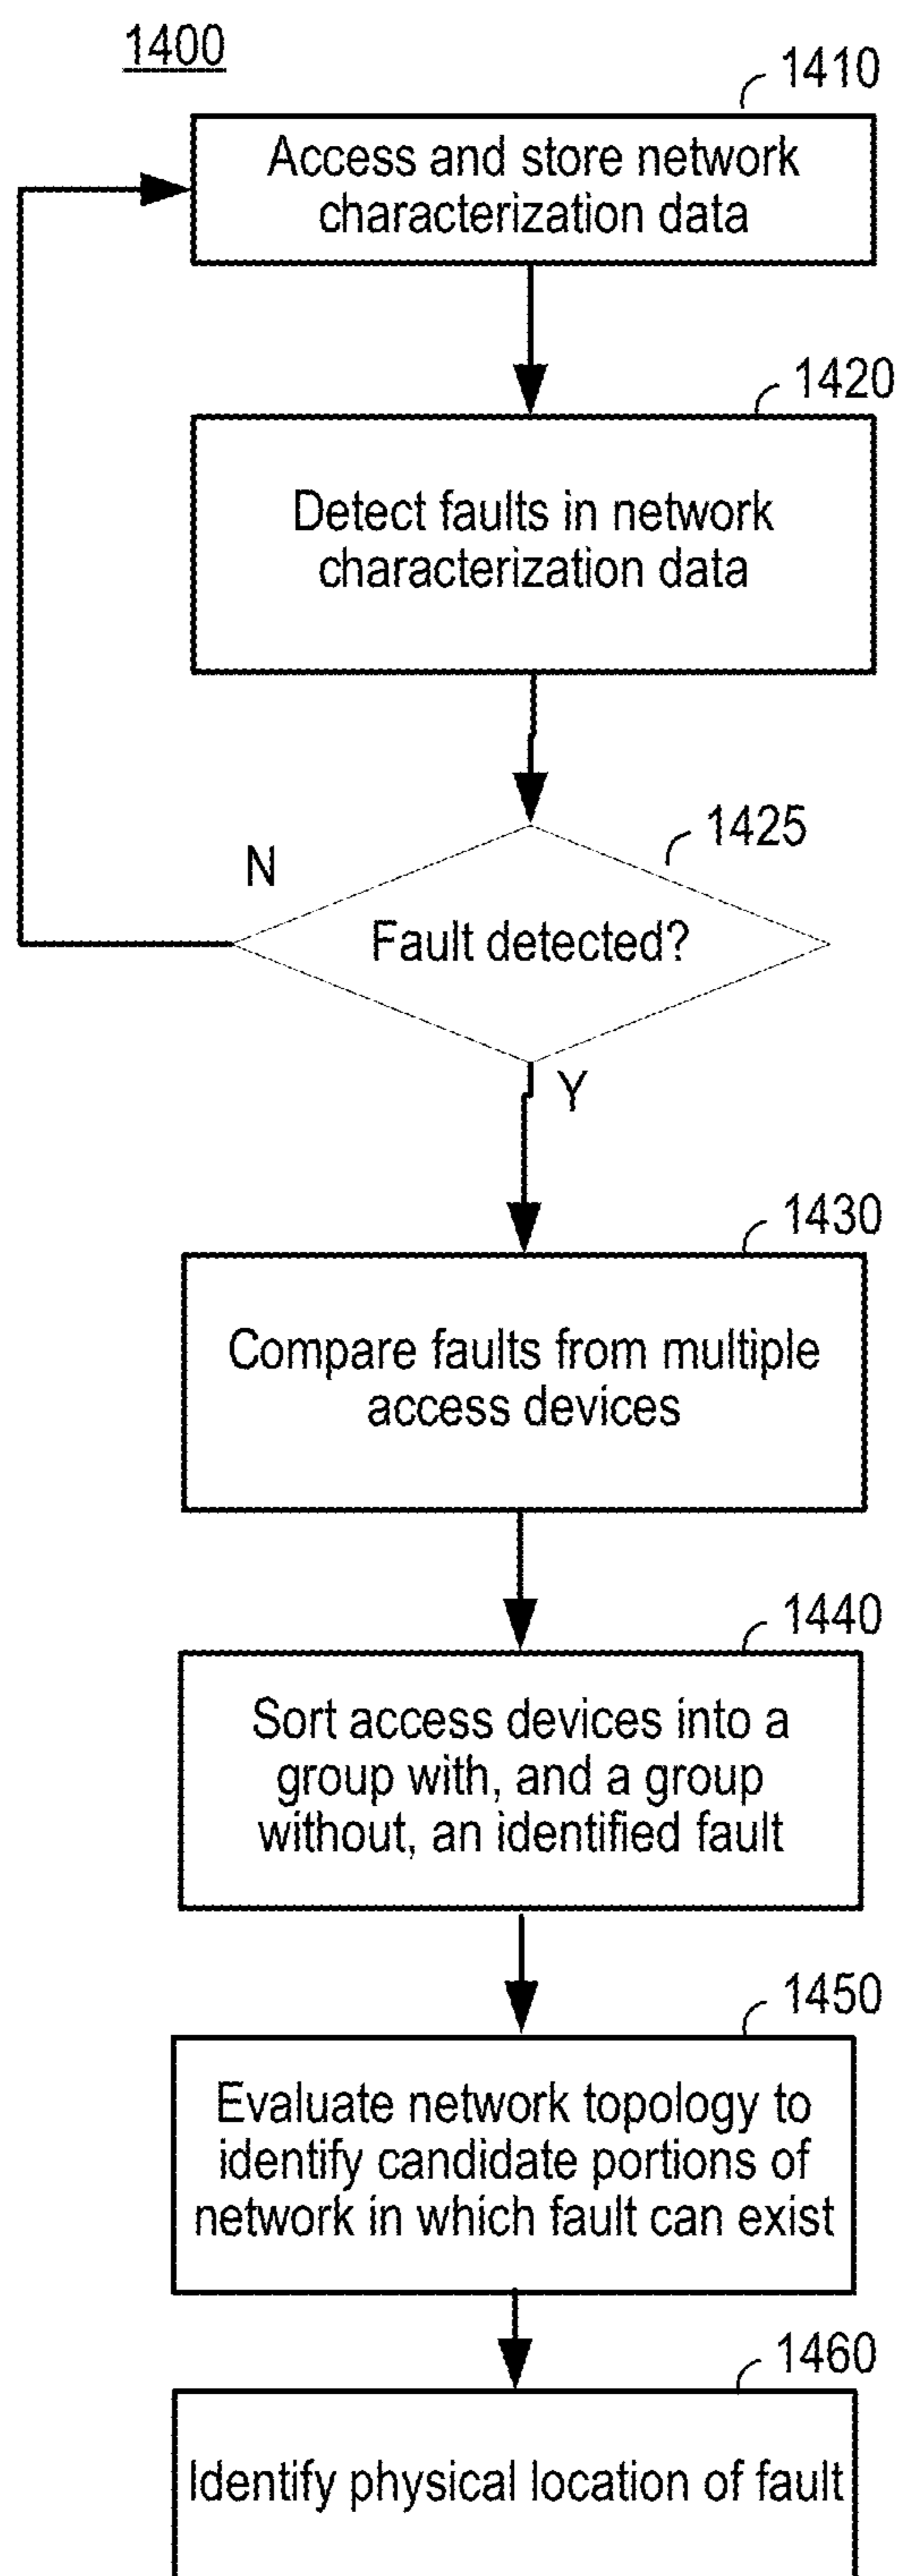 1400
1410
Access and store network
characterization data
1420
Detect faults in network
characterization data
1425
N
Fault detected?
Y
1430
Compare faults from multiple
access devices
1440
Sort access devices into a
group with, and a group
without, an identified fault
1450
Evaluate network topology to
identify candidate portions of
network in which fault can exist
1460
Identify physical location of fault